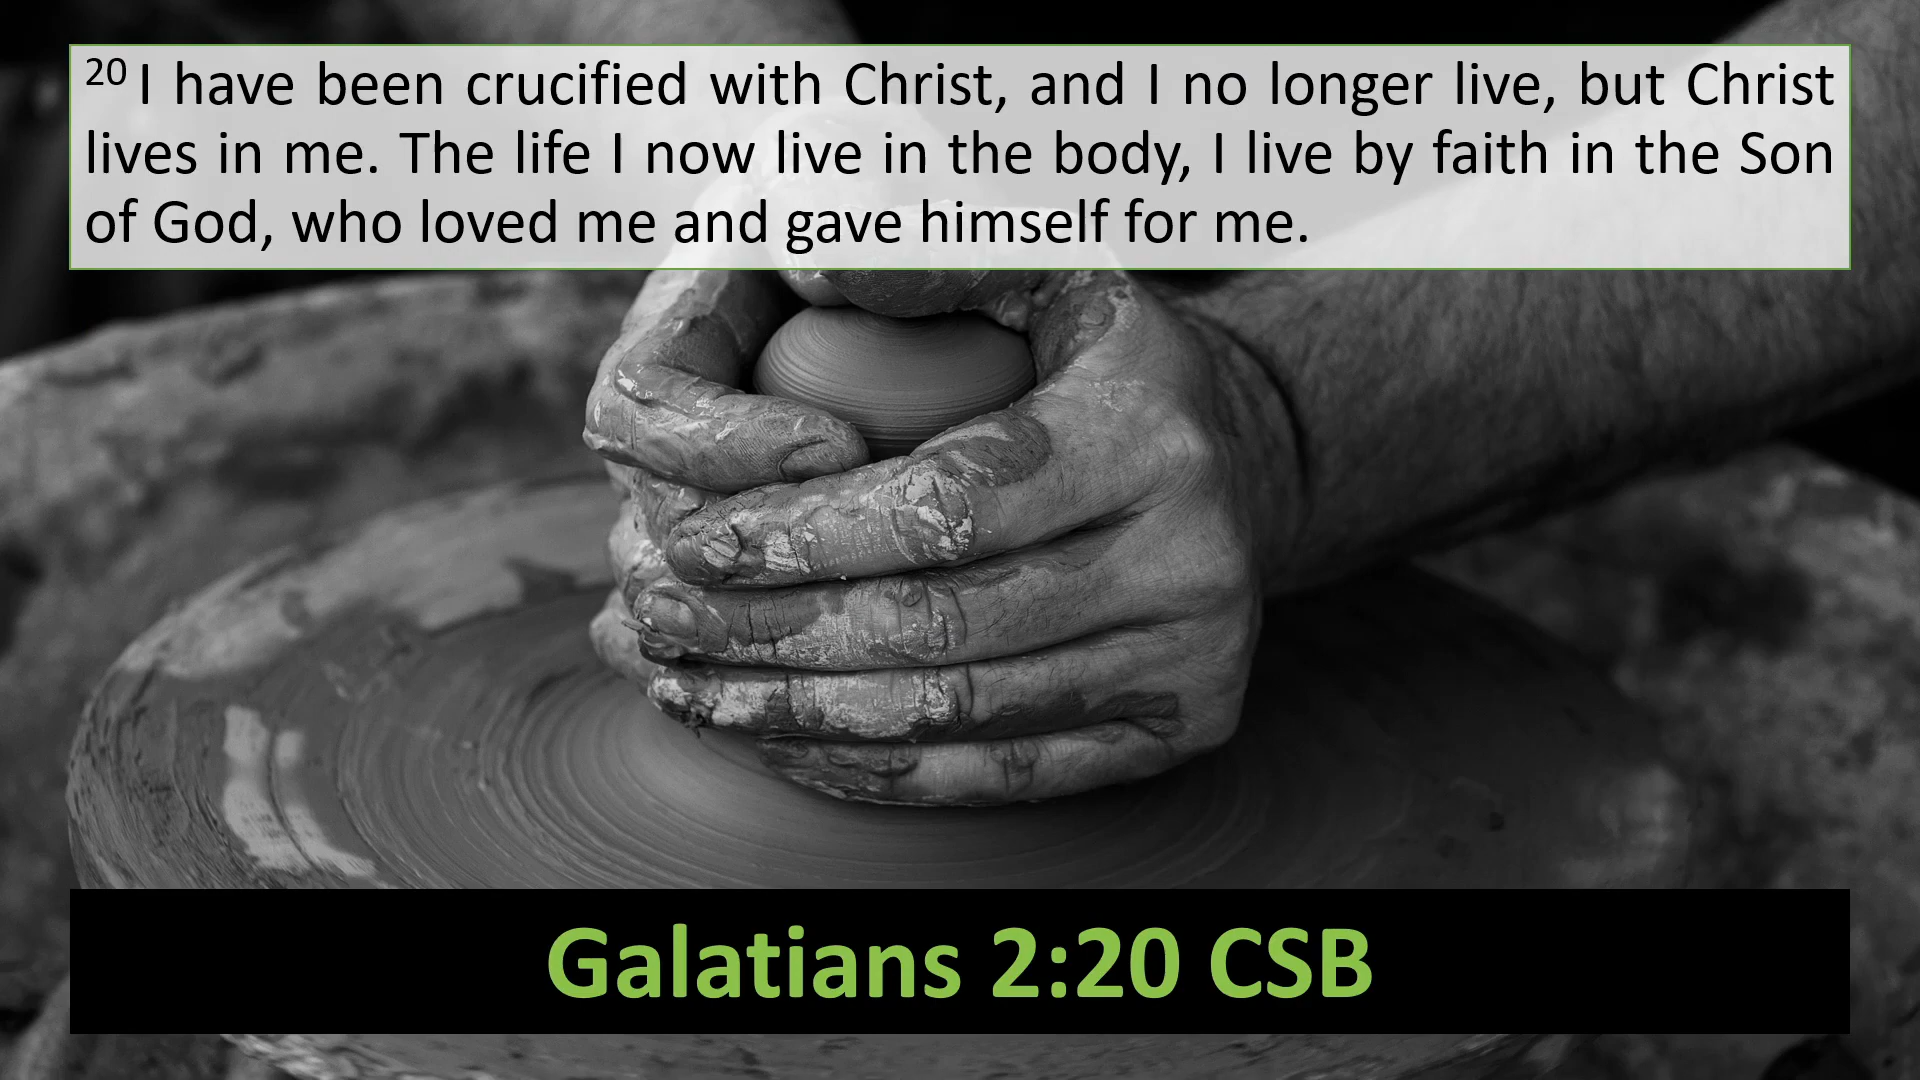 20 I have been crucified with Christ, and I no longer live, but Christ
lives in me. The life I now live in the body, I live by faith in the Son
of God, who loved me and gave himself for me.
Galatians 2:20 CSB